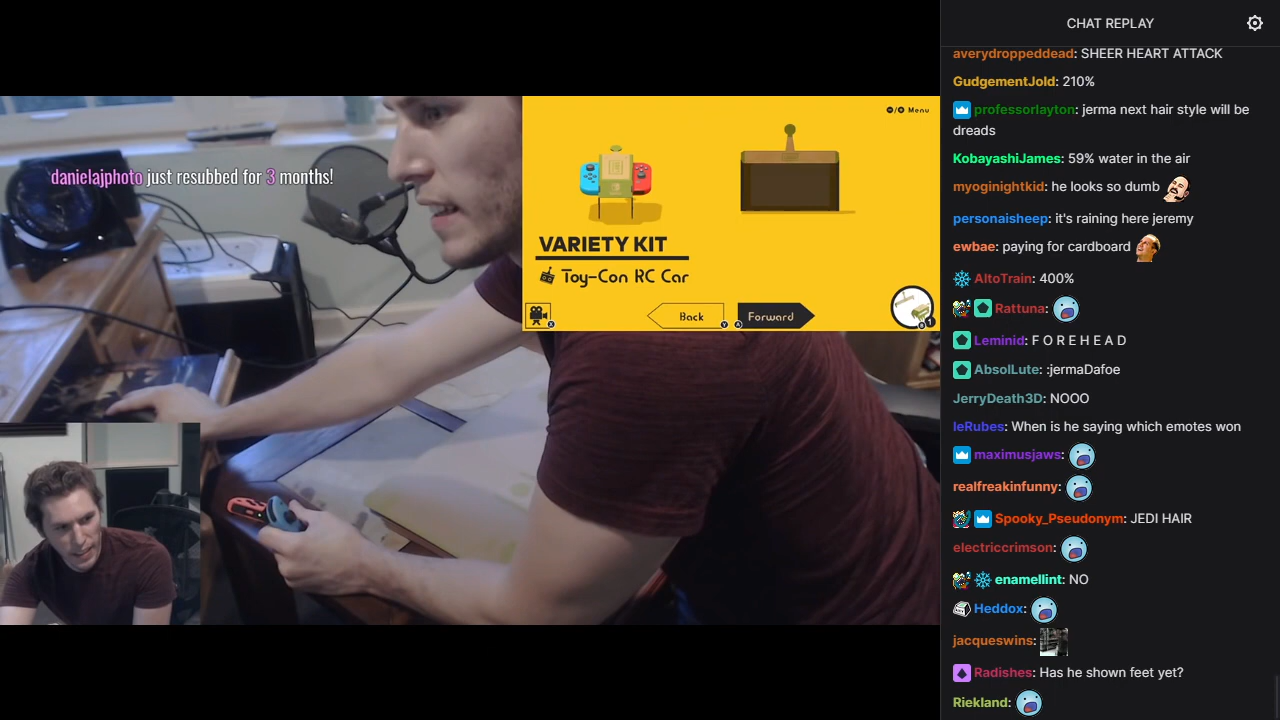 danielajphoto just resubbed for 3 months!
-/+ Menu
VARIETY KIT
Toy-Con RC Car
X
Back
Y
A
Forward
B
1
CHAT REPLAY
averydroppeddead: SHEER HEART ATTACK
GudgementJold: 210%
professorlayton: jerma next hair style will be
dreads
KobayashiJames: 59% water in the air
myoginightkid: he looks so dumb
personaisheep: it's raining here jeremy
ewbae: paying for cardboard
AltoTrain: 400%
Rattuna:
Leminid: F O R E H E A D
AbsolLute: :jermaDafoe
JerryDeath3D: NOOO
leRubes: When is he saying which emotes won
maximusjaws:
realfreakinfunny:
Spooky_Pseudonym: JEDI HAIR
electriccrimson:
enamellint: NO
Heddox:
jacqueswins:
Radishes: Has he shown feet yet?
Riekland: